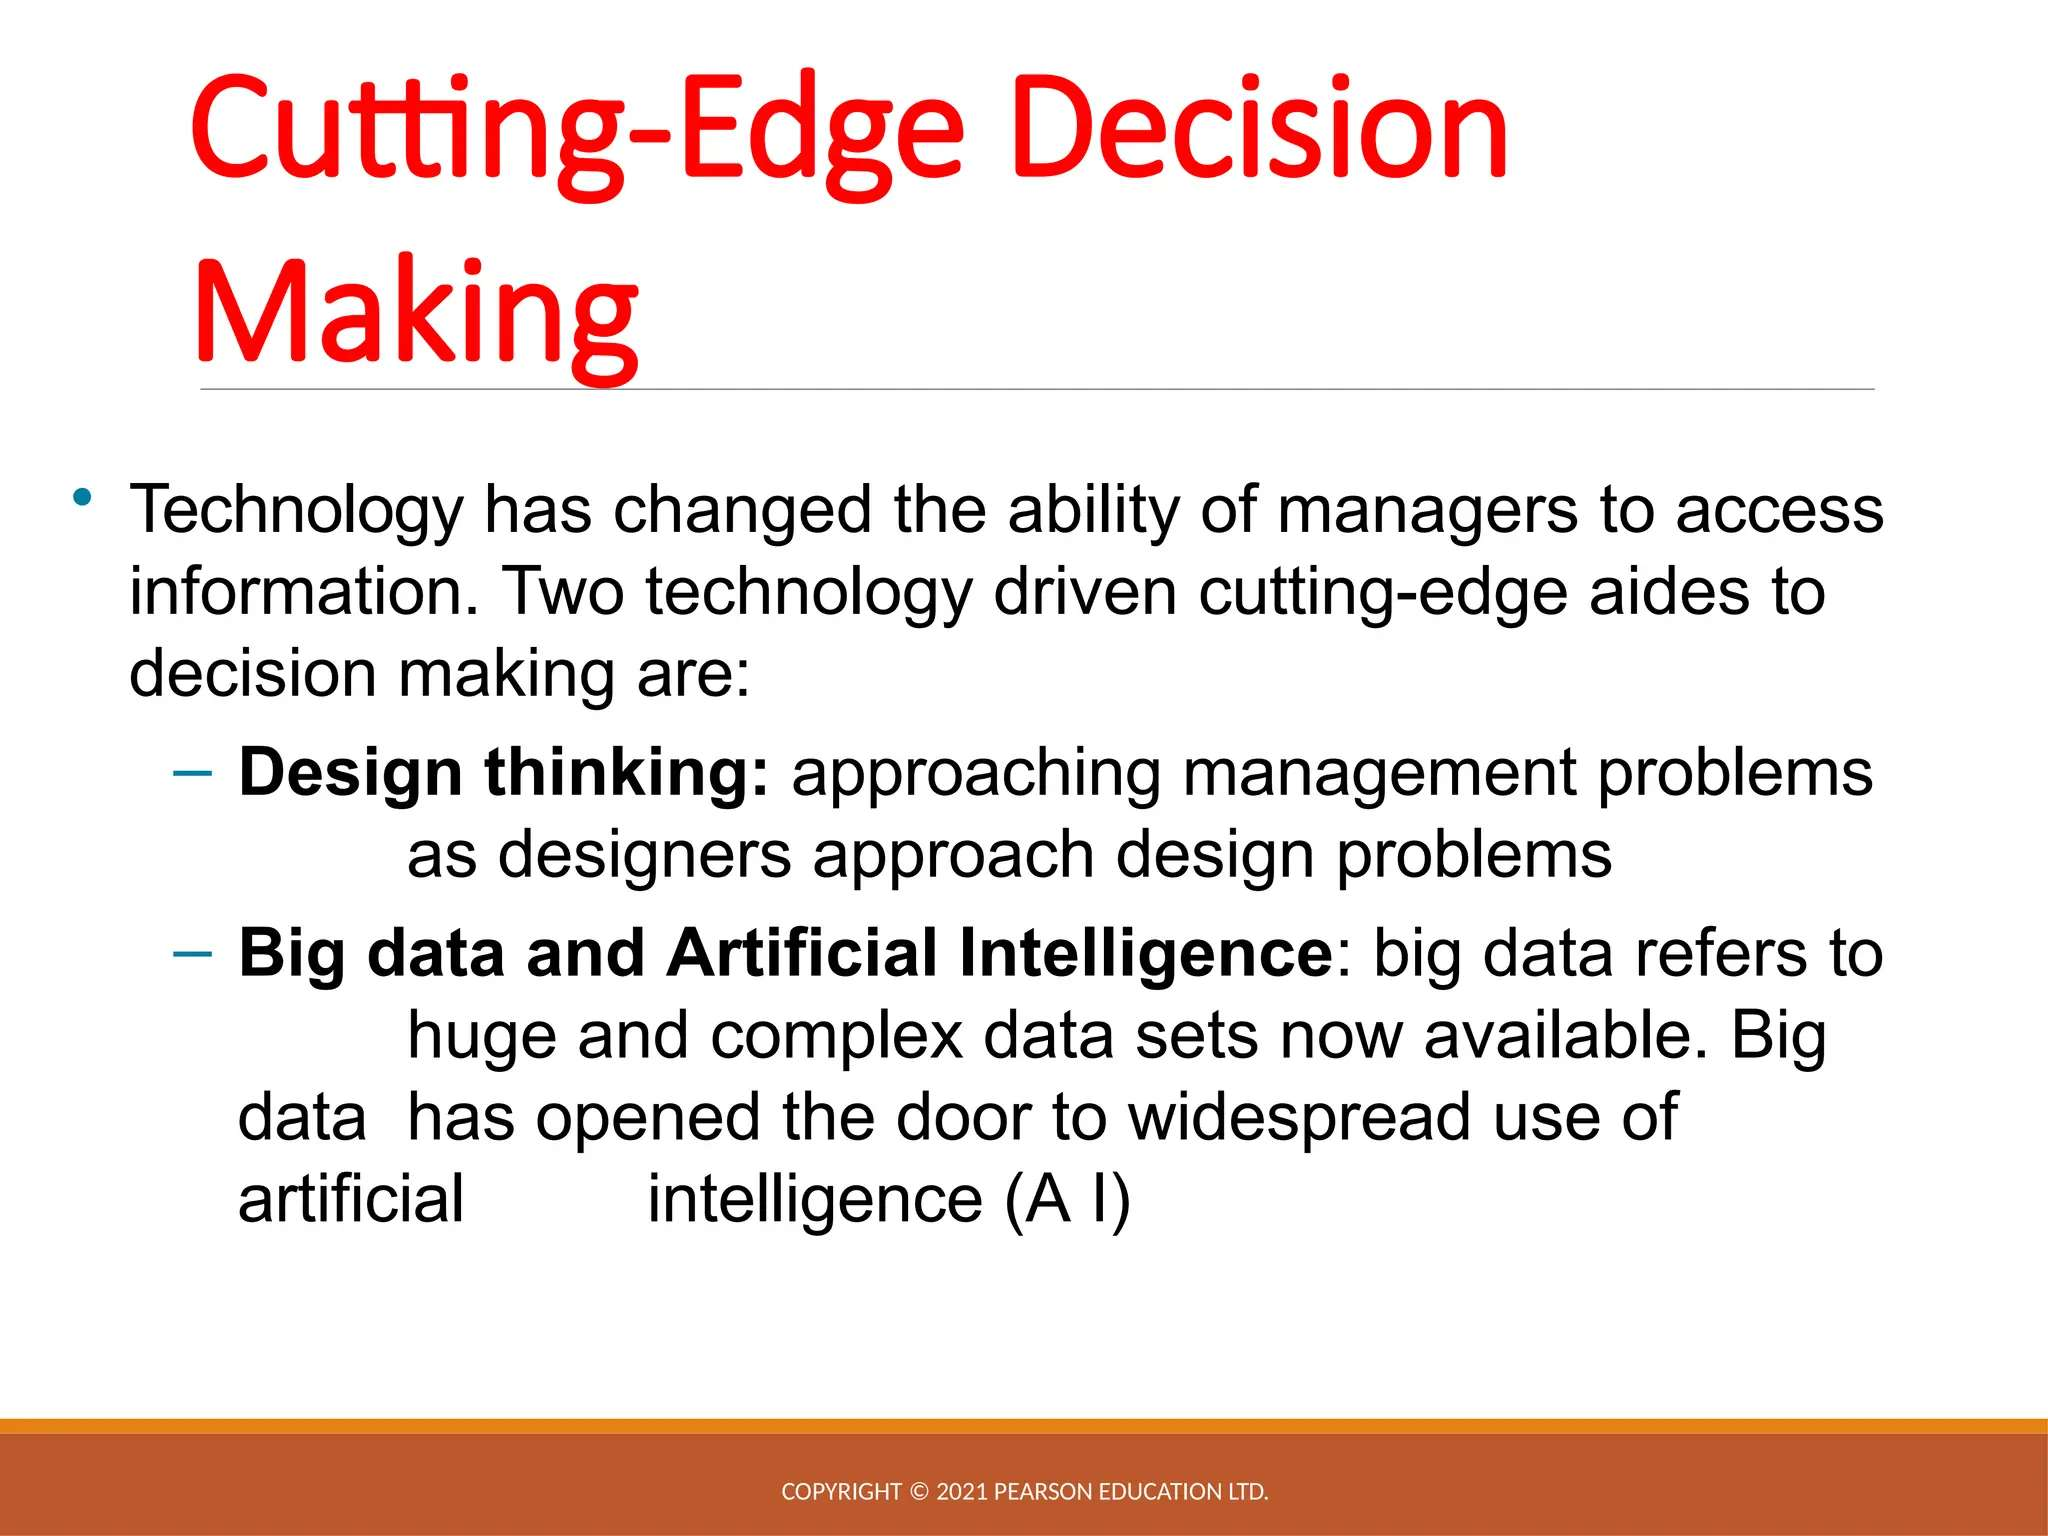 Cutting-Edge Decision
Making
• Technology has changed the ability of managers to access
information. Two technology driven cutting-edge aides to
decision making are:
– Design thinking: approaching management problems
as designers approach design problems
– Big data and Artificial Intelligence: big data refers to
huge and complex data sets now available. Big
data has opened the door to widespread use of
artificial intelligence (A I)
COPYRIGHT © 2021 PEARSON EDUCATION LTD.